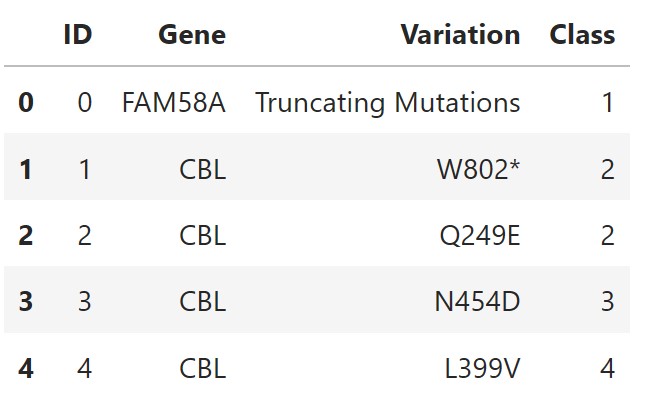 ID Gene Variation Class
0 0 FAM58A Truncating Mutations 1
1 1 CBL W802* 2
2 2 CBL Q249E 2
3 3 CBL N454D 3
4 4 CBL L399V 4